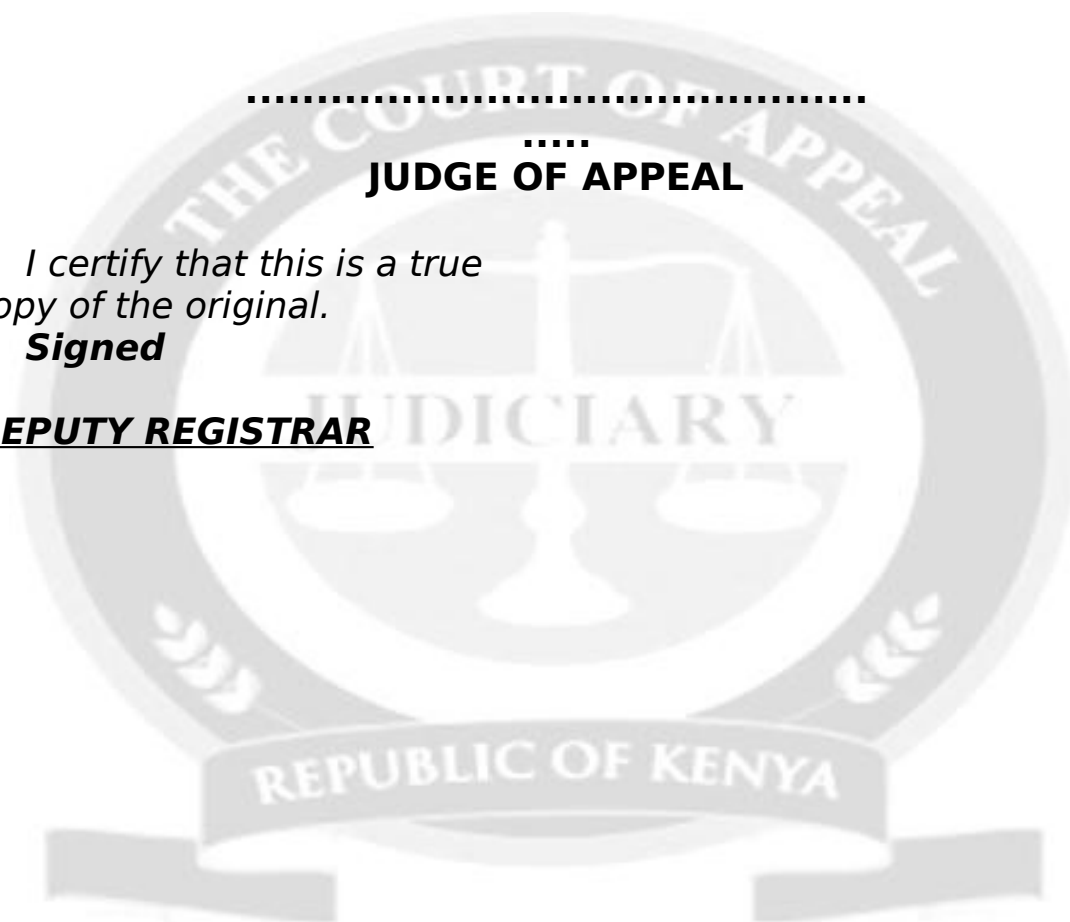 THE COURT OF APPEAL
...........................................
.....
JUDGE OF APPEAL
I certify that this is a true
opy of the original.
Signed
JUDICIARY
EPUTY REGISTRAR
REPUBLIC OF KENYA